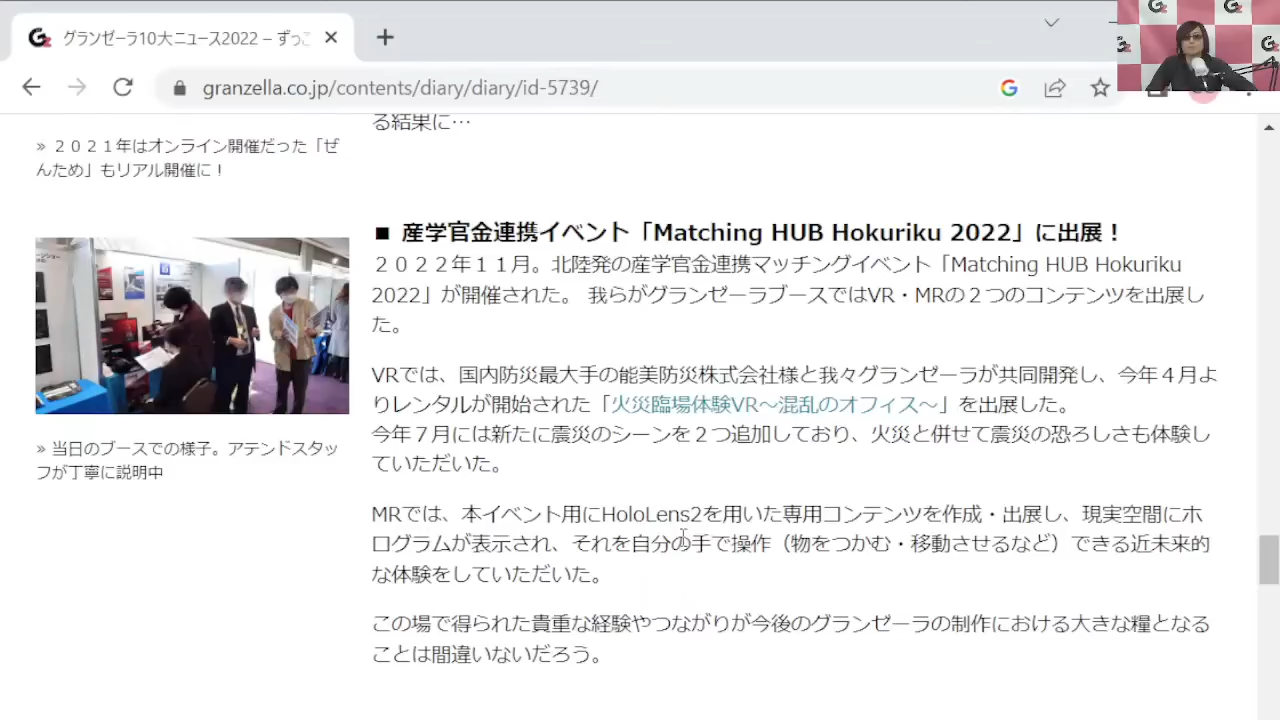 グランゼーラ10大ニュース2022 – ずっこ
granzella.co.jp/contents/diary/diary/id-5739/
る結果に…
» ２０２１年はオンライン開催だった「ぜ
んため」もリアル開催に！
■ 産学官金連携イベント「Matching HUB Hokuriku 2022」に出展！
２０２２年１１月。北陸発の産学官金連携マッチングイベント「Matching HUB Hokuriku
2022」が開催された。 我らがグランゼーラブースではVR・MRの２つのコンテンツを出展し
た。
VRでは、国内防災最大手の能美防災株式会社様と我々グランゼーラが共同開発し、今年４月よ
りレンタルが開始された「火災臨場体験VR～混乱のオフィス～」を出展した。
今年７月には新たに震災のシーンを２つ追加しており、火災と併せて震災の恐ろしさも体験し
ていただいた。
» 当日のブースでの様子。アテンドスタッ
フが丁寧に説明中
MRでは、本イベント用にHoloLens2を用いた専用コンテンツを作成・出展し、現実空間にホ
ログラムが表示され、それを自分の手で操作（物をつかむ・移動させるなど）できる近未来的
な体験をしていただいた。
この場で得られた貴重な経験やつながりが今後のグランゼーラの制作における大きな糧となる
ことは間違いないだろう。